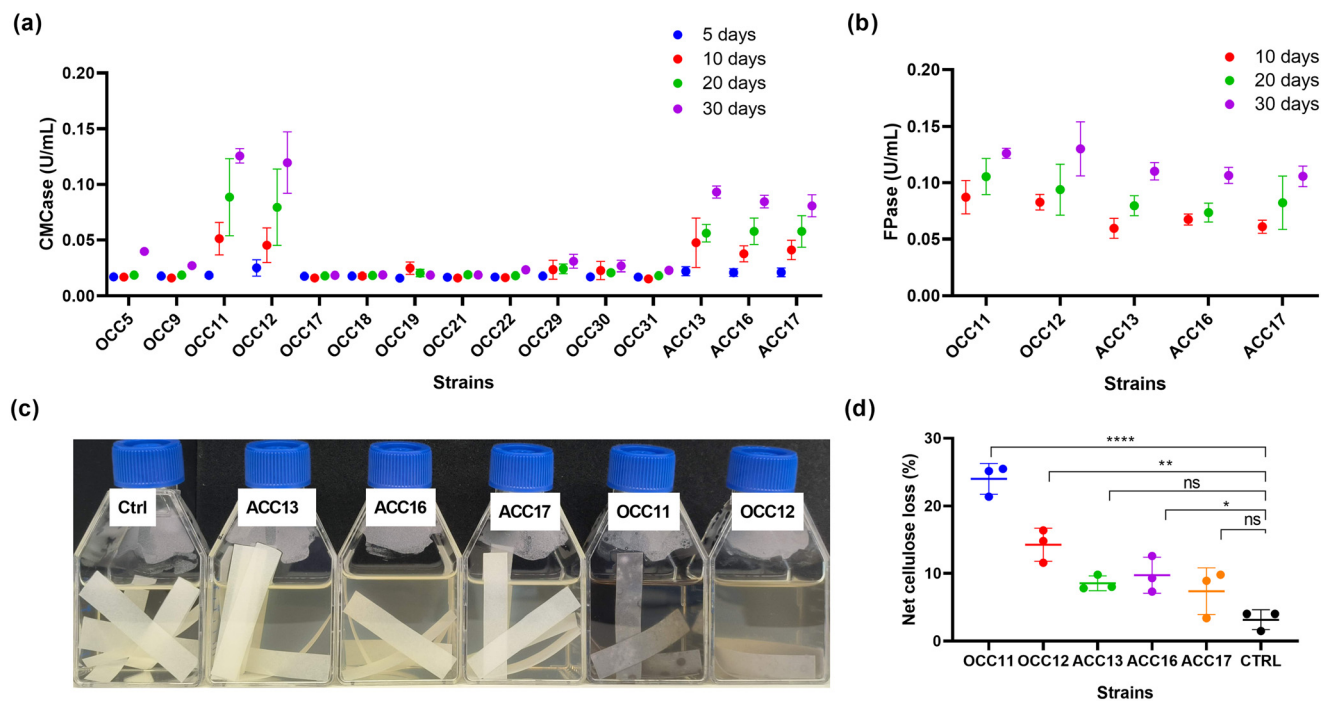 (a)
5 days
10 days
20 days
30 days
0.20
0.15
0.10
0.05
0.00
CMCase (U/mL)
OCC5
OCC9
OCC11
OCC12
OCC17
OCC18
OCC19
OCC21
OCC22
OCC29
OCC30
OCC31
ACC13
ACC16
ACC17
Strains
(b)
10 days
20 days
30 days
0.20
0.15
0.10
0.05
0.00
FPase (U/mL)
OCC11
OCC12
ACC13
ACC16
ACC17
Strains
(c)
Ctrl
ACC13
ACC16
ACC17
OCC11
OCC12
(d)
30
20
10
0
Net cellulose loss (%)
****
**
ns
*
ns
OCC11 OCC12 ACC13 ACC16 ACC17 CTRL
Strains